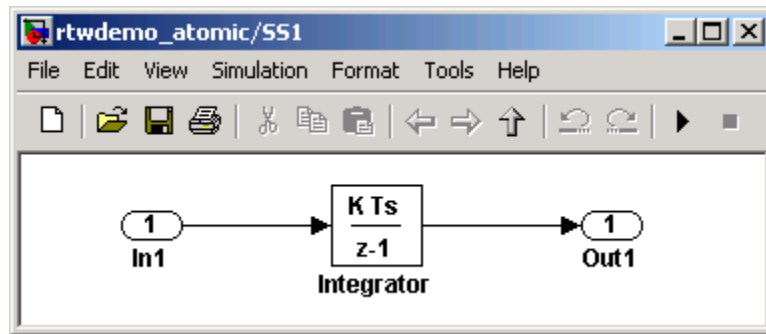 rtwdemo_atomic/SS1
File Edit View Simulation Format Tools Help
1
In1
K Ts
z-1
Integrator
1
Out1